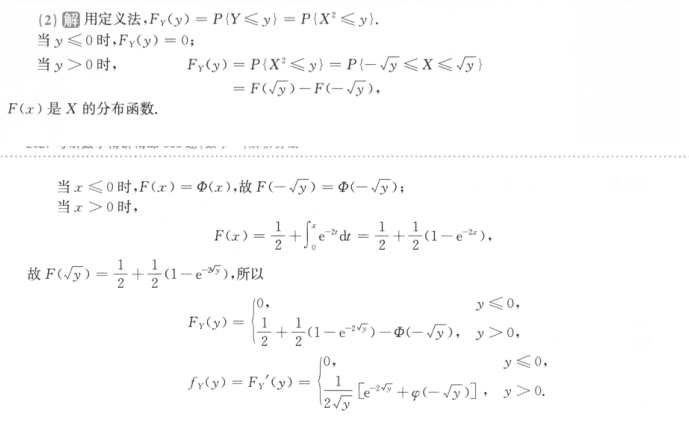 (2) 解 用定义法,F_Y(y) = P{Y ≤ y} = P{X² ≤ y}.
当 y ≤ 0 时,F_Y(y) = 0;
当 y > 0 时, F_Y(y) = P{X² ≤ y} = P{-√y ≤ X ≤ √y}
= F(√y) - F(-√y),
F(x) 是 X 的分布函数.
当 x ≤ 0 时,F(x) = Φ(x),故 F(-√y) = Φ(-√y);
当 x > 0 时,
F(x) = 1/2 + ∫₀ˣ e^{-2t}dt = 1/2 + 1/2(1 - e^{-2x}),
故 F(√y) = 1/2 + 1/2(1 - e^{-2√y}),所以
F_Y(y) = { 0, y ≤ 0,
1/2 + 1/2(1 - e^{-2√y}) - Φ(-√y), y > 0,
f_Y(y) = F_Y′(y) = { 0, y ≤ 0,
1/(2√y) [e^{-2√y} + φ(-√y)], y > 0.